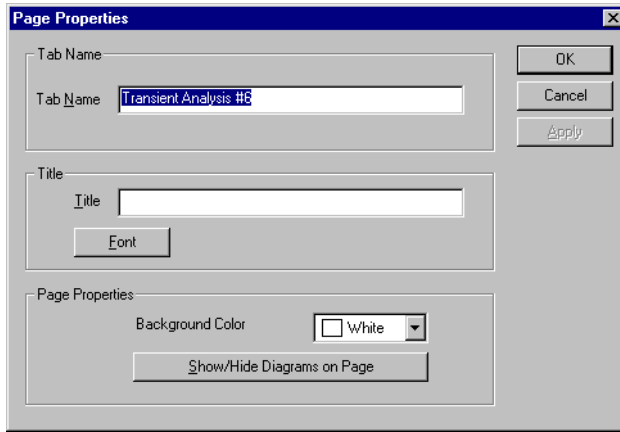 Page Properties
Tab Name
OK
Tab Name Transient Analysis #6
Cancel
Apply
Title
Title
Font
Page Properties
Background Color White
Show/Hide Diagrams on Page